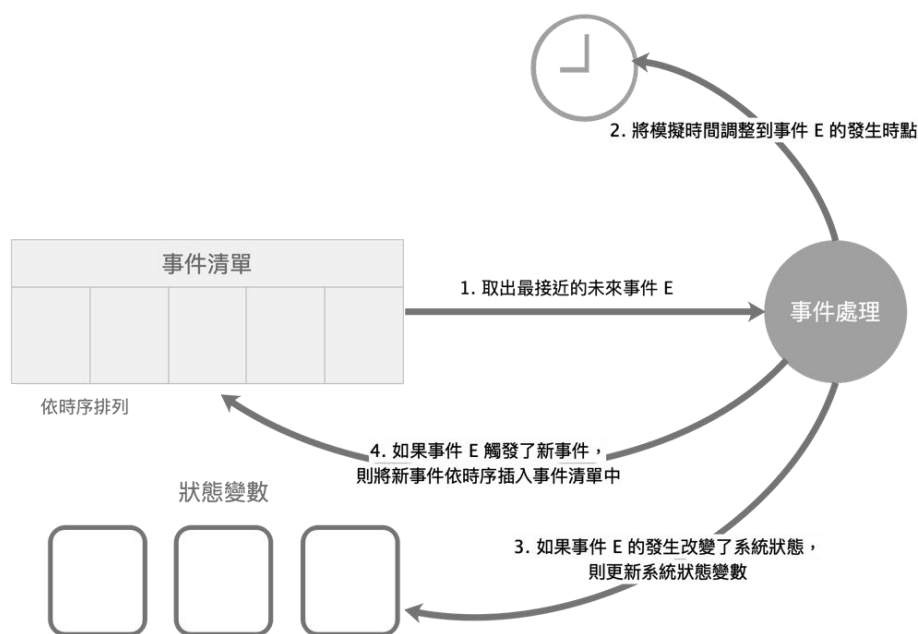 2. 將模擬時間調整到事件 E 的發生時點
事件清單
1. 取出最接近的未來事件 E
事件處理
依時序排列
4. 如果事件 E 觸發了新事件，
則將新事件依時序插入事件清單中
狀態變數
3. 如果事件 E 的發生改變了系統狀態，
則更新系統狀態變數